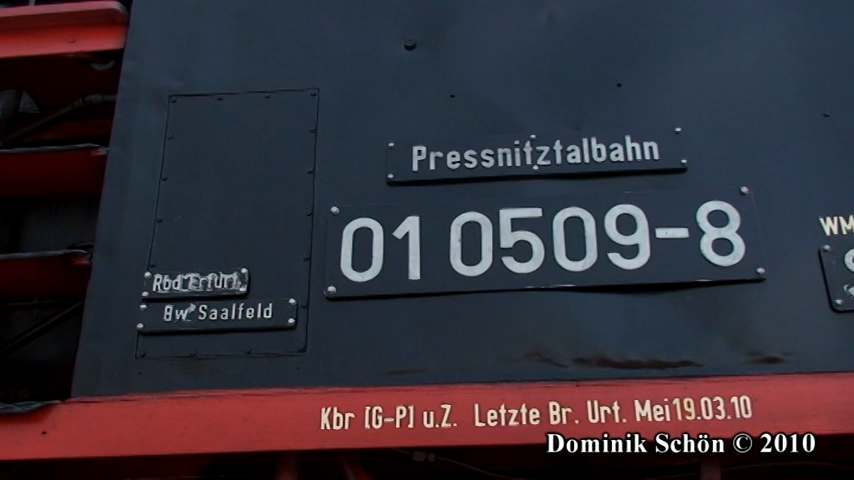 Pressnitztalbahn
01 0509-8
WM
Rbd Erfurt
Bw Saalfeld
Kbr [G-P] u.Z. Letzte Br. Urt. Mei 19.03.10
Dominik Schön © 2010